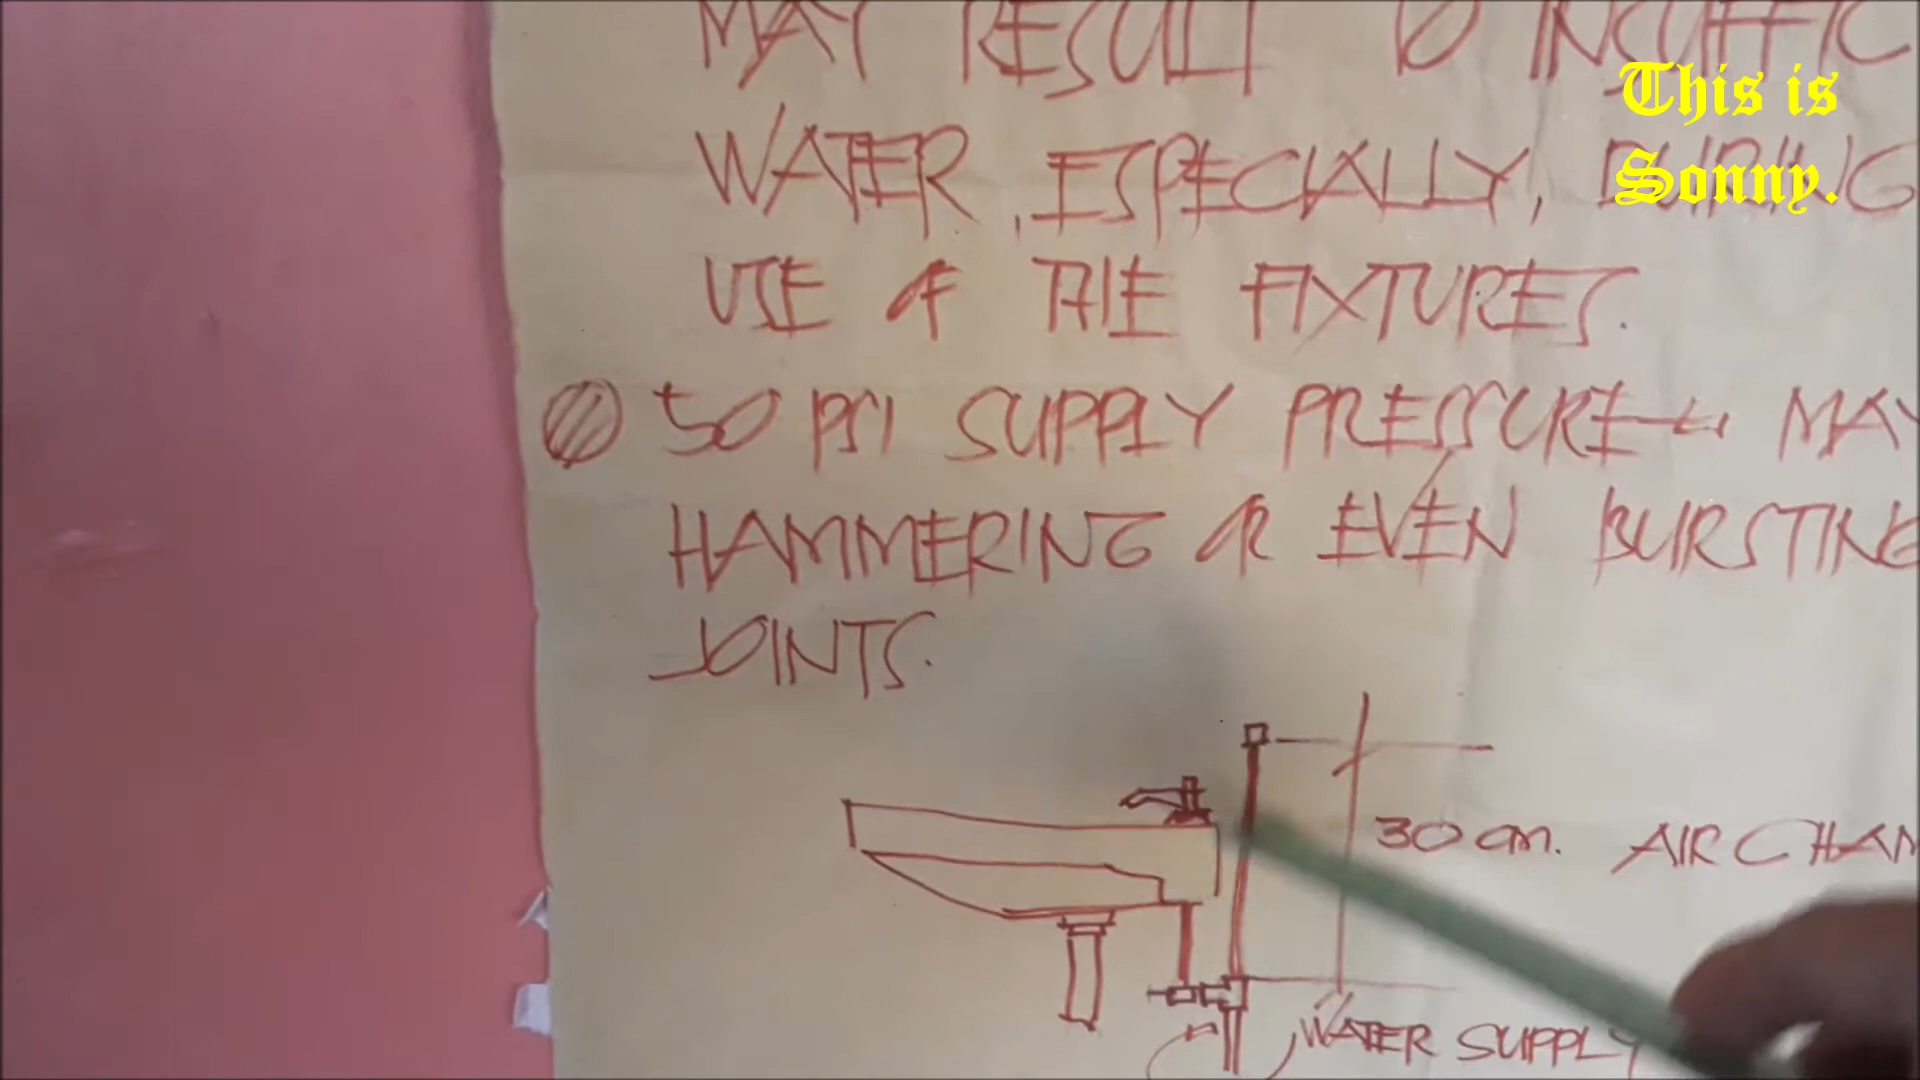 MAY RESULT TO INSUFFIC
WATER, ESPECIALLY, DURING
USE OF THE FIXTURES.
50 PSI SUPPLY PRESSURE MAY
HAMMERING OR EVEN BURSTING
JOINTS.
30 cm. AIR CHAM
WATER SUPPLY
This is
Sonny.